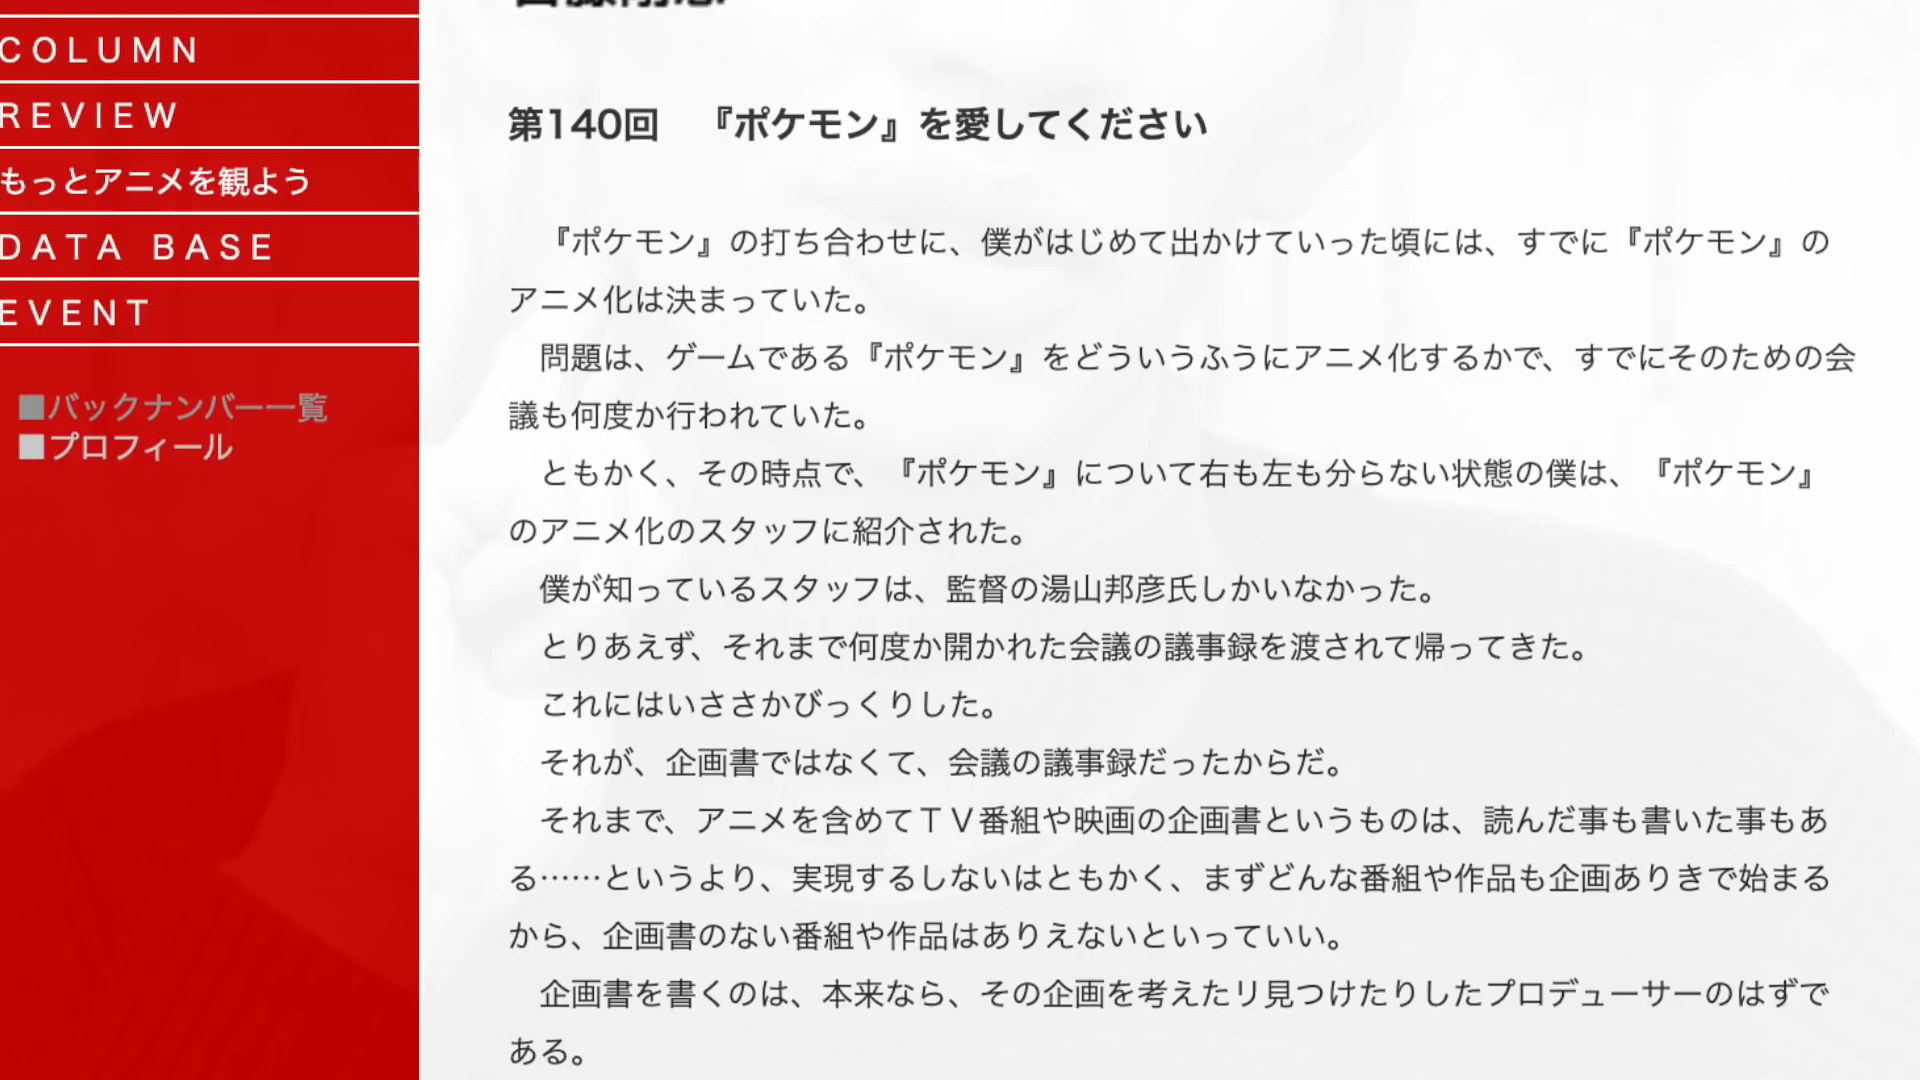 COLUMN
REVIEW
もっとアニメを観よう
DATA BASE
EVENT
■バックナンバー一覧
■プロフィール
第140回　『ポケモン』を愛してください
『ポケモン』の打ち合わせに、僕がはじめて出かけていった頃には、すでに『ポケモン』の
アニメ化は決まっていた。
問題は、ゲームである『ポケモン』をどういうふうにアニメ化するかで、すでにそのための会
議も何度か行われていた。
ともかく、その時点で、『ポケモン』について右も左も分らない状態の僕は、『ポケモン』
のアニメ化のスタッフに紹介された。
僕が知っているスタッフは、監督の湯山邦彦氏しかいなかった。
とりあえず、それまで何度か開かれた会議の議事録を渡されて帰ってきた。
これにはいささかびっくりした。
それが、企画書ではなくて、会議の議事録だったからだ。
それまで、アニメを含めてＴＶ番組や映画の企画書というものは、読んだ事も書いた事もあ
る……というより、実現するしないはともかく、まずどんな番組や作品も企画ありきで始まる
から、企画書のない番組や作品はありえないといっていい。
企画書を書くのは、本来なら、その企画を考えたリ見つけたりしたプロデューサーのはずで
ある。